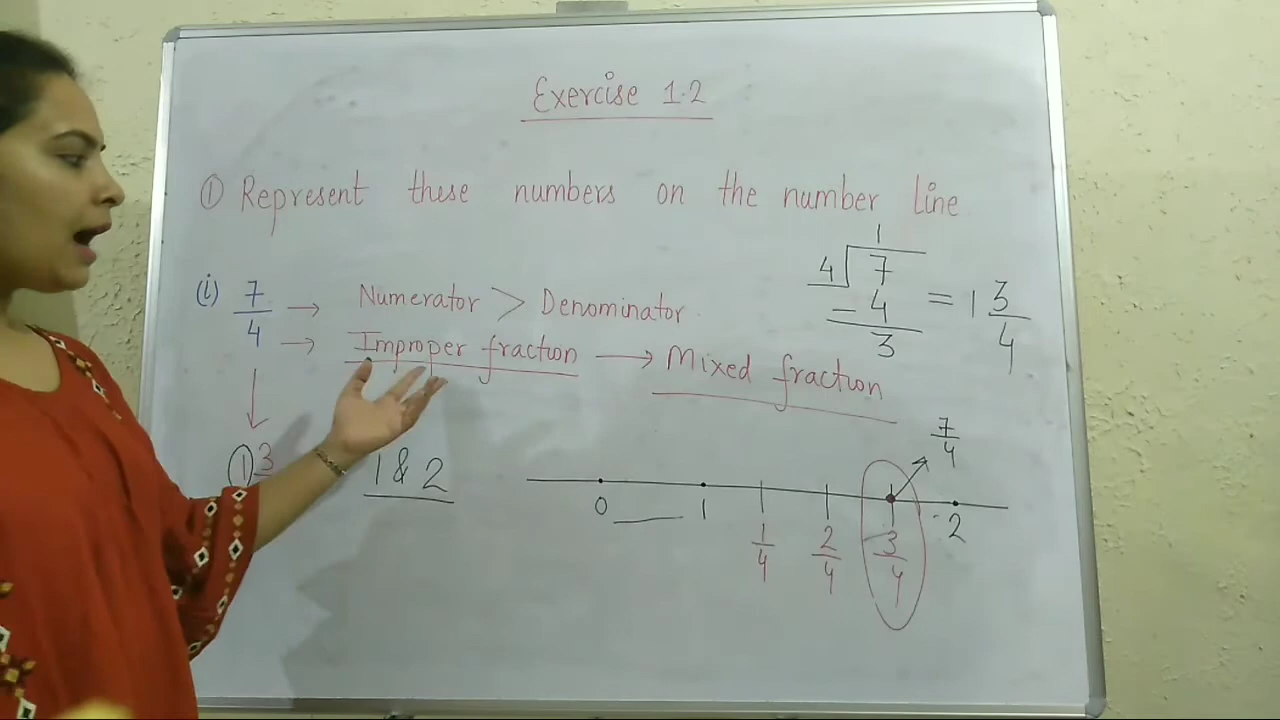 Exercise 1.2
① Represent these numbers on the number line
(i) 7/4 → Numerator > Denominator.
→ Improper fraction → Mixed fraction
1
4 7
- 4 = 1 3/4
3
7/4
1 3
1 & 2
0 1 2
1/4 2/4 3/4